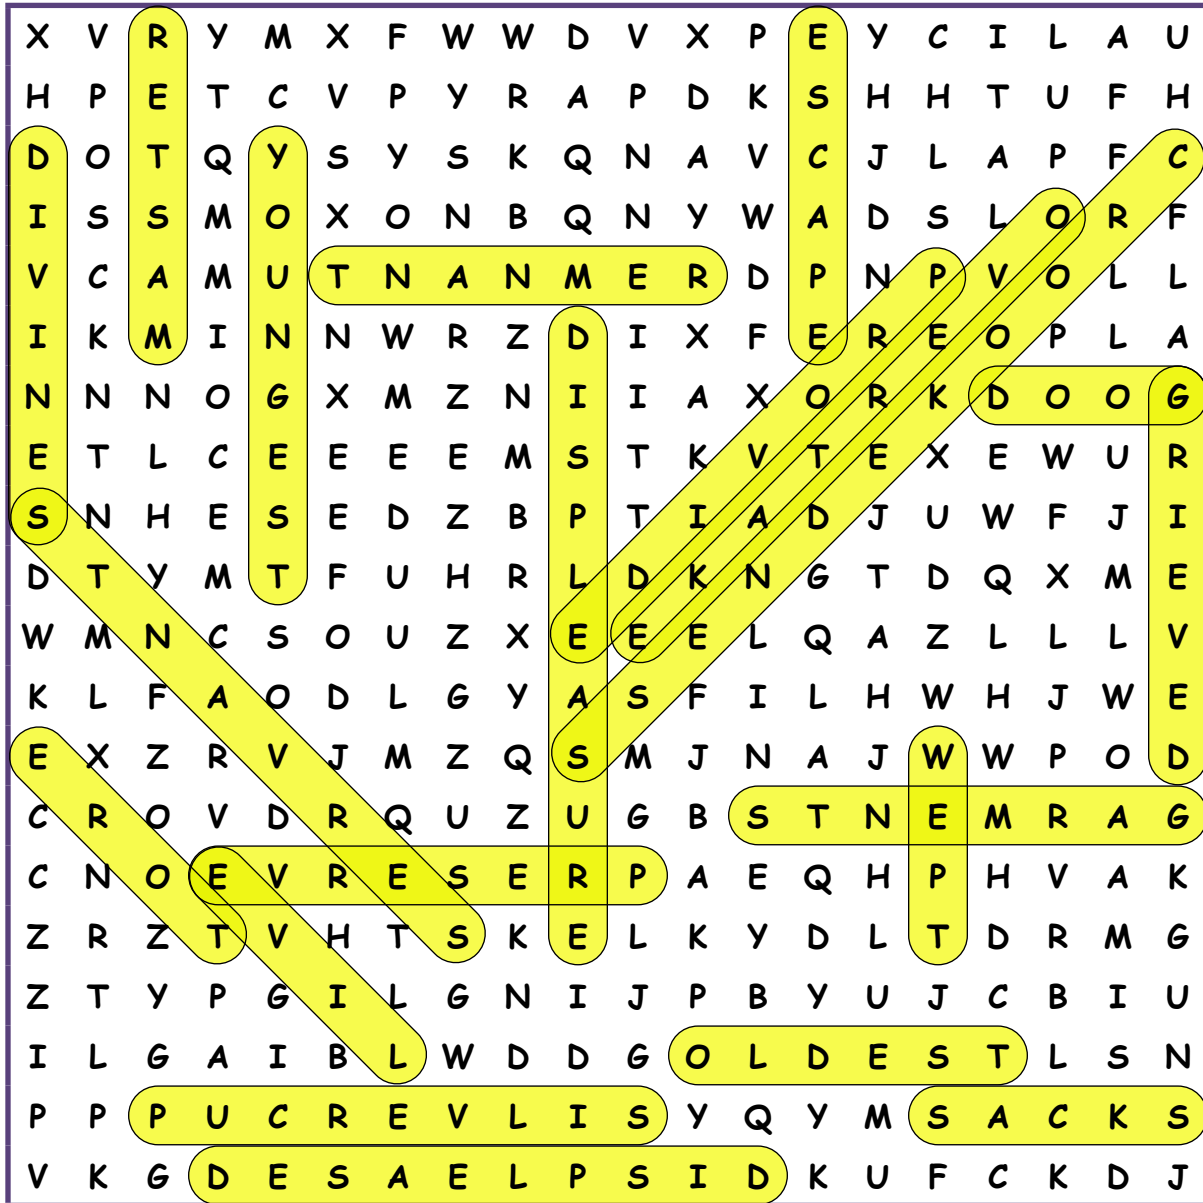 X V R Y M X F W W D V X P E Y C I L A U
H P E T C V P Y R A P D K S H H T U F H
D O T Q Y S Y S K Q N A V C J L A P F C
I S S M O X O N B Q N Y W A D S L O R F
V C A M U T N A N M E R D P N P V O L L
I K M I N N W R Z D I X F E R E O P L A
N N N O G X M Z N I I A X O R K D O O G
E T L C E E E E M S T K V T E X E W U R
S N H E S E D Z B P T I A D J U W F J I
D T Y M T F U H R L D K N G T D Q X M E
W M N C S O U Z X E E E L Q A Z L L L V
K L F A O D L G Y A S F I L H W H J W E
E X Z R V J M Z Q S M J N A J W W P O D
C R O V D R Q U Z U G B S T N E M R A G
C N O E V R E S E R P A E Q H P H V A K
Z R Z T V H T S K E L K Y D L T D R M G
Z T Y P G I L G N I J P B Y U J C B I U
I L G A I B L W D D G O L D E S T L S N
P P P U C R E V L I S Y Q Y M S A C K S
V K G D E S A E L P S I D K U F C K D J